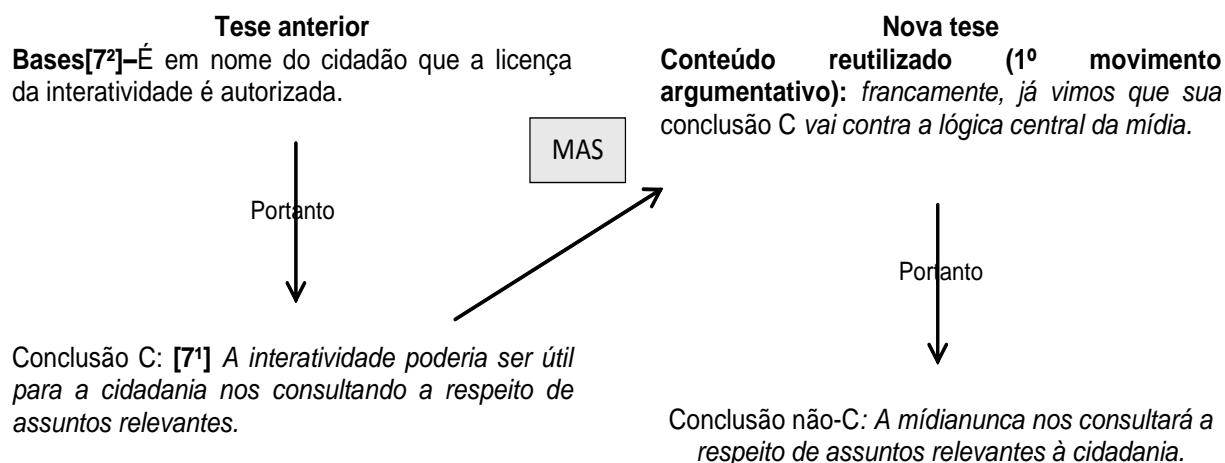 Tese anterior
Bases[7²]–É em nome do cidadão que a licença
da interatividade é autorizada.
Portanto
Conclusão C: [7¹] A interatividade poderia ser útil
para a cidadania nos consultando a respeito de
assuntos relevantes.
MAS
Nova tese
Conteúdo reutilizado (1º movimento
argumentativo): francamente, já vimos que sua
conclusão C vai contra a lógica central da mídia.
Portanto
Conclusão não-C: A mídianunca nos consultará a
respeito de assuntos relevantes à cidadania.